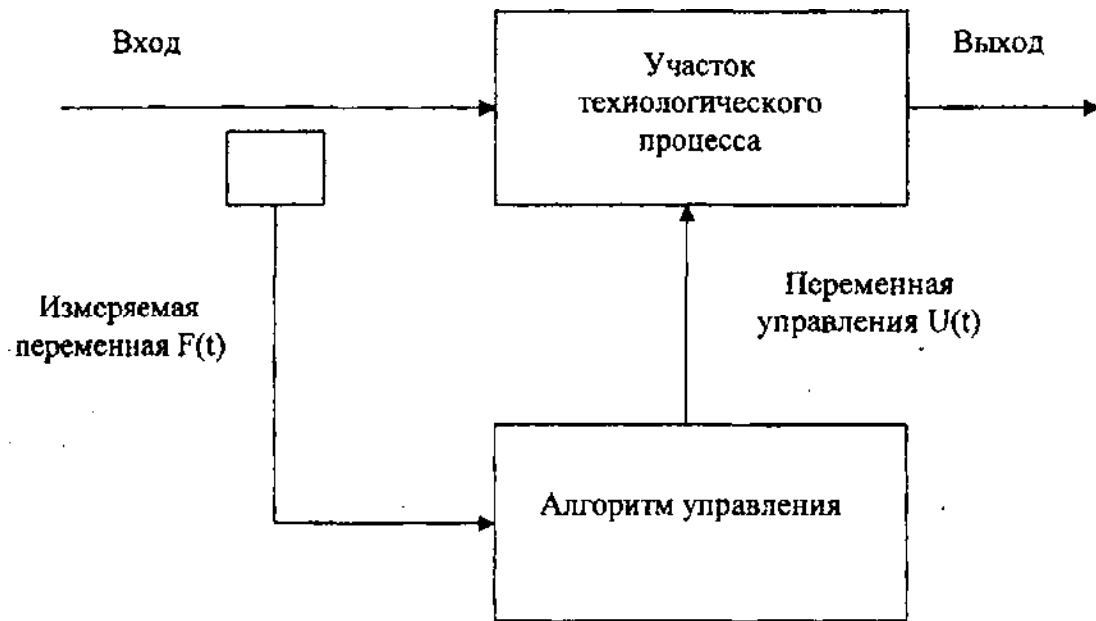 Вход
Выход
Участок
технологического
процесса
Измеряемая
переменная F(t)
Переменная
управления U(t)
Алгоритм управления